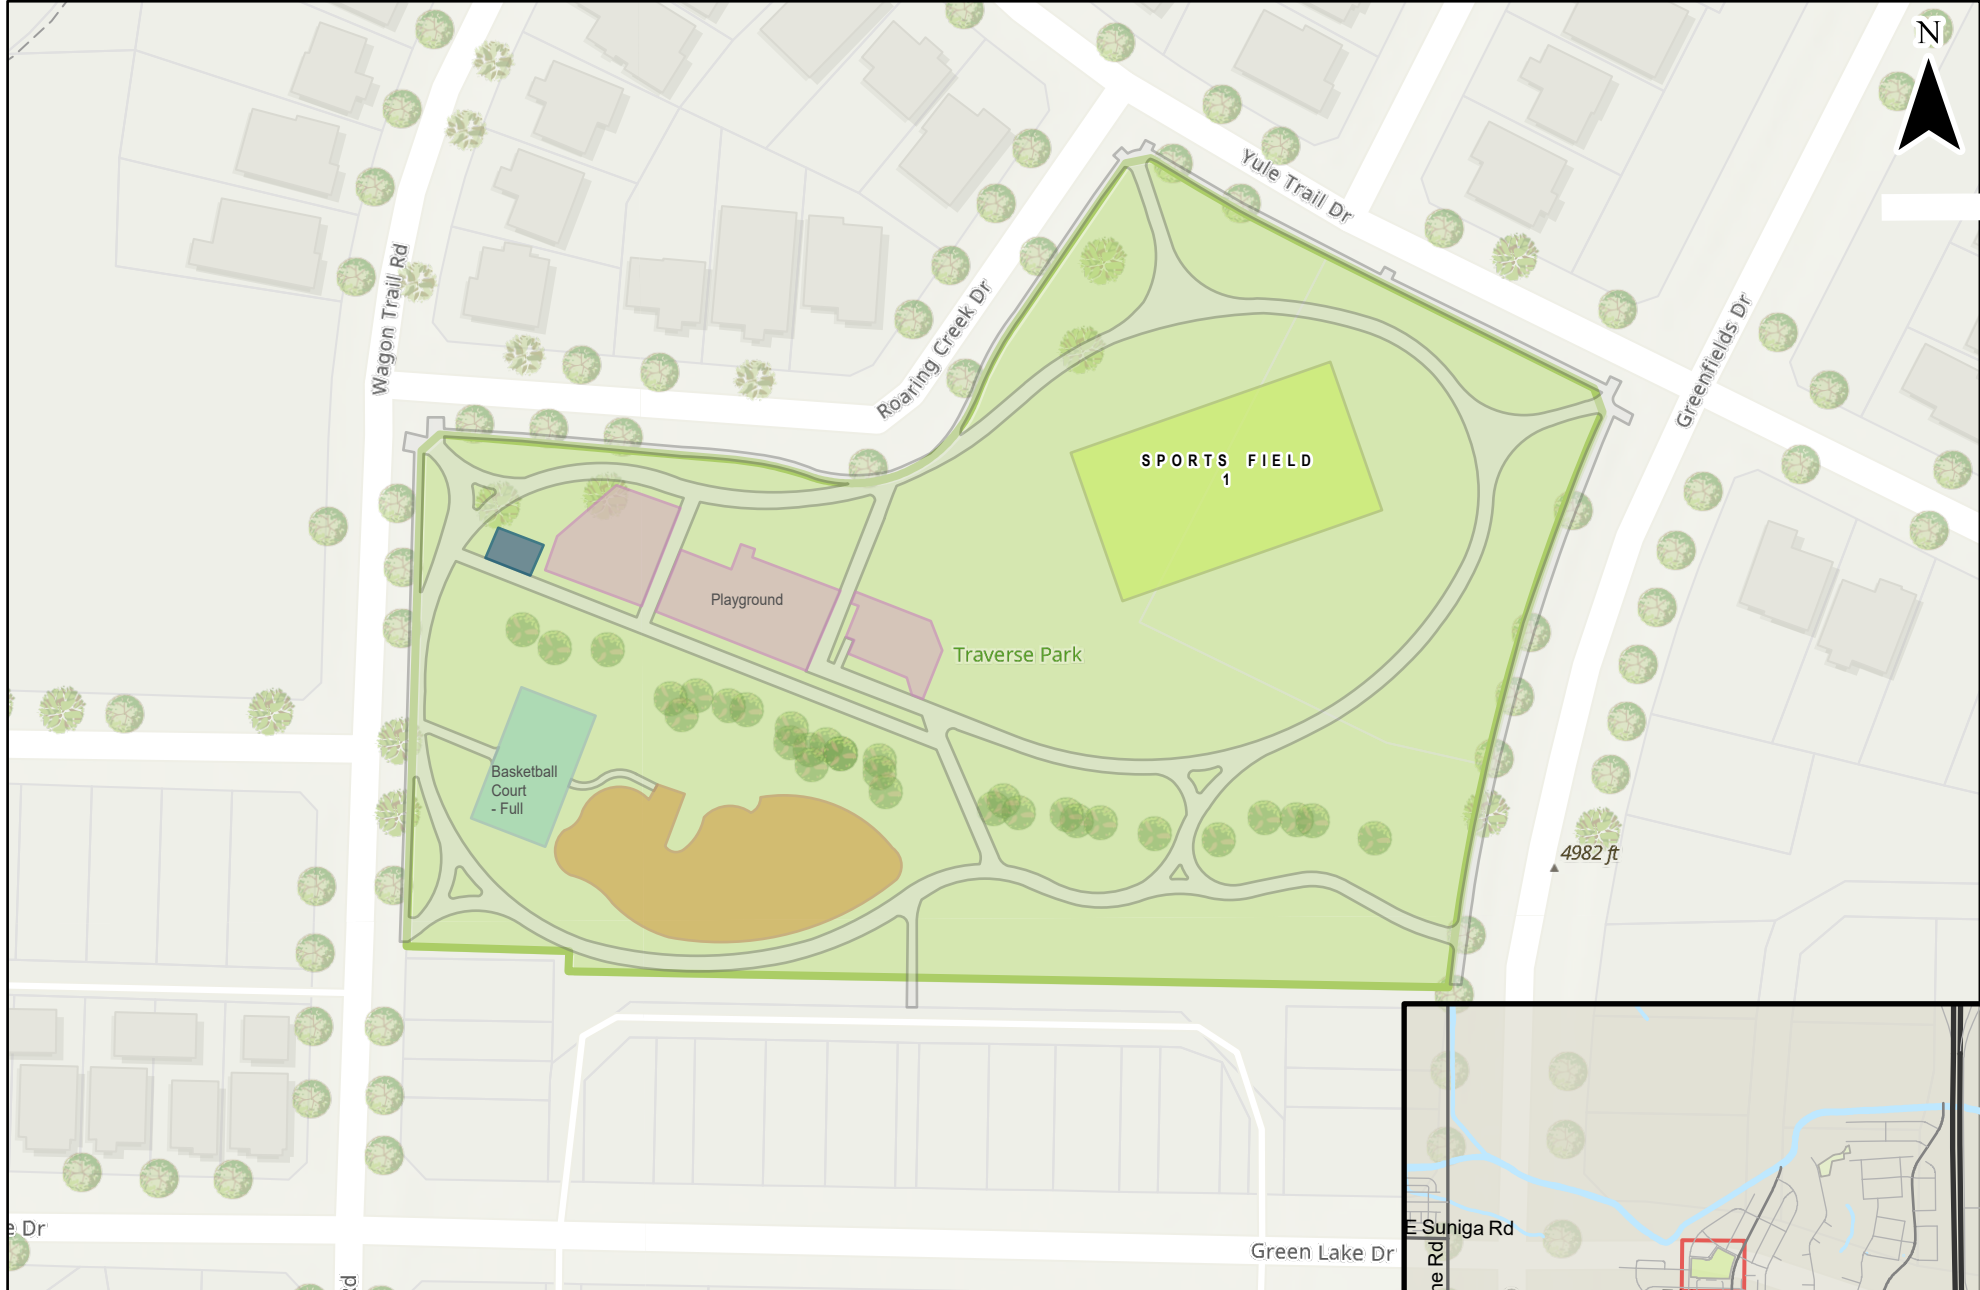 N
Yule Trail Dr
Wagon Trail Rd
Roaring Creek Dr
Greenfields Dr
SPORTS FIELD
1
Playground
Traverse Park
Basketball
Court
- Full
4982 ft
E Suniga Rd
e Dr
Green Lake Dr
ne Rd
Rd